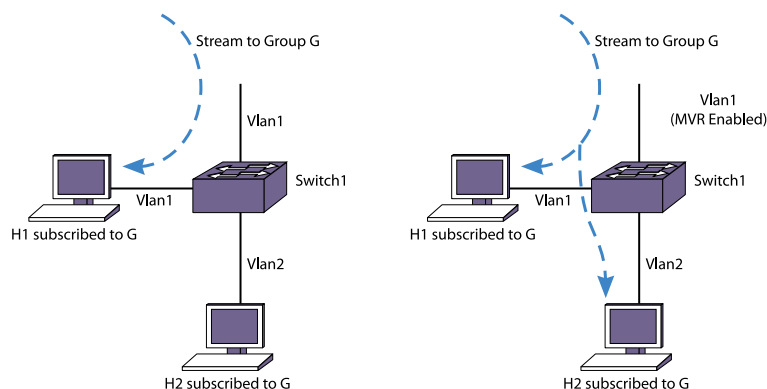 Stream to Group G
Vlan1
Switch1
Vlan1
H1 subscribed to G
Vlan2
H2 subscribed to G
Stream to Group G
Vlan1
(MVR Enabled)
Switch1
Vlan1
H1 subscribed to G
Vlan2
H2 subscribed to G